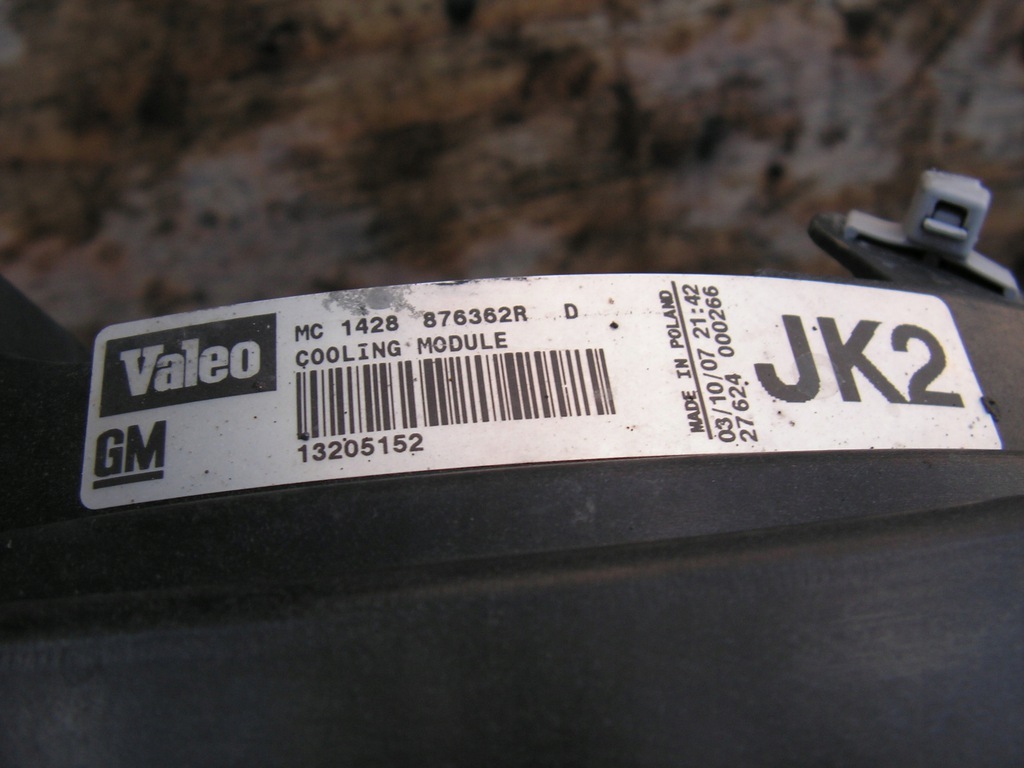 Valeo
GM
MC 1428 876362R D
COOLING MODULE
13205152
MADE IN POLAND
03/10/07 21:42
27624 000266
JK2